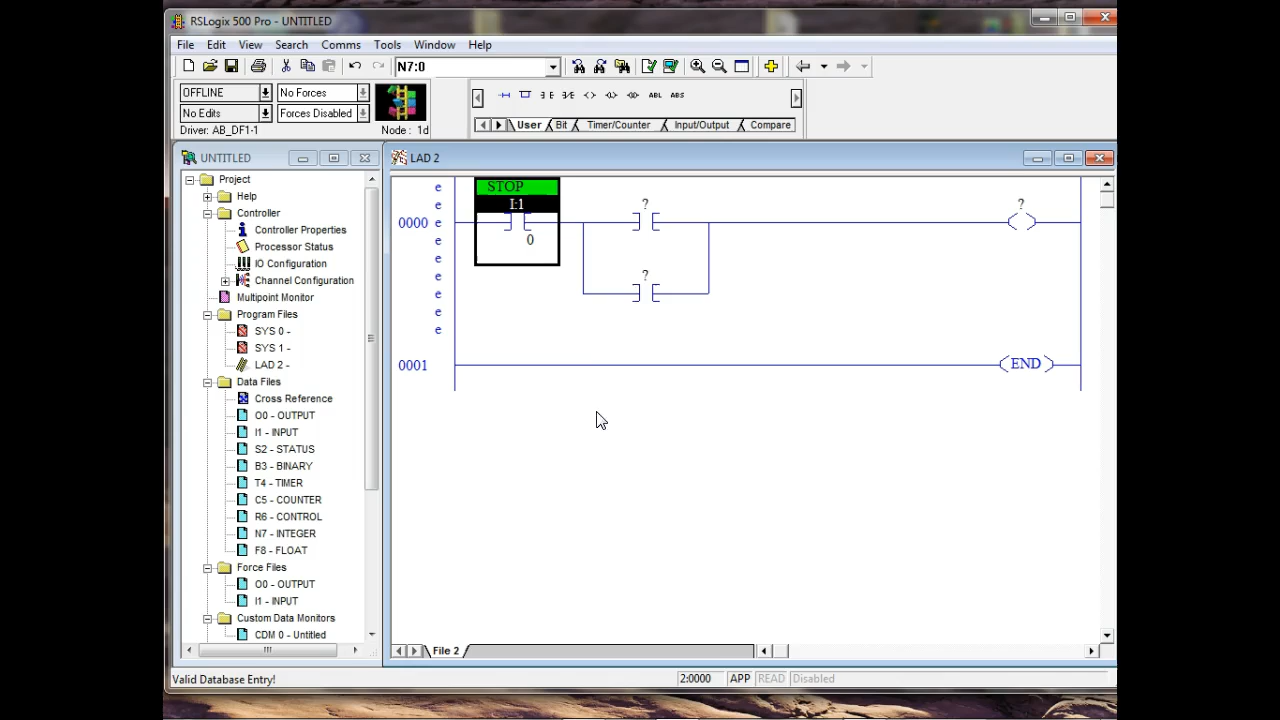 RSLogix 500 Pro - UNTITLED
File Edit View Search Comms Tools Window Help
N7:0
OFFLINE No Forces
No Edits Forces Disabled
Driver: AB_DF1-1 Node : 1d
ABL ABS
User Bit Timer/Counter Input/Output Compare
UNTITLED
Project
Help
Controller
Controller Properties
Processor Status
IO Configuration
Channel Configuration
Multipoint Monitor
Program Files
SYS 0 -
SYS 1 -
LAD 2 -
Data Files
Cross Reference
O0 - OUTPUT
I1 - INPUT
S2 - STATUS
B3 - BINARY
T4 - TIMER
C5 - COUNTER
R6 - CONTROL
N7 - INTEGER
F8 - FLOAT
Force Files
O0 - OUTPUT
I1 - INPUT
Custom Data Monitors
CDM 0 - Untitled
LAD 2
e STOP
e I:1 ? ?
0000 e
e 0
e
e ?
e
e
e
0001 END
File 2
Valid Database Entry! 2:0000 APP READ Disabled